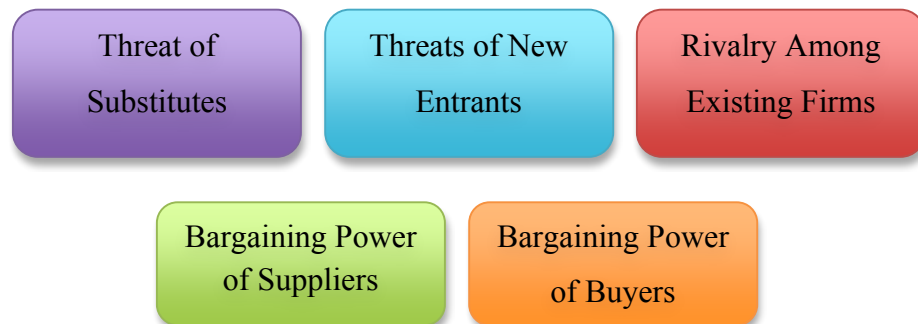 Threat of
Substitutes
Threats of New
Entrants
Rivalry Among
Existing Firms
Bargaining Power
of Suppliers
Bargaining Power
of Buyers